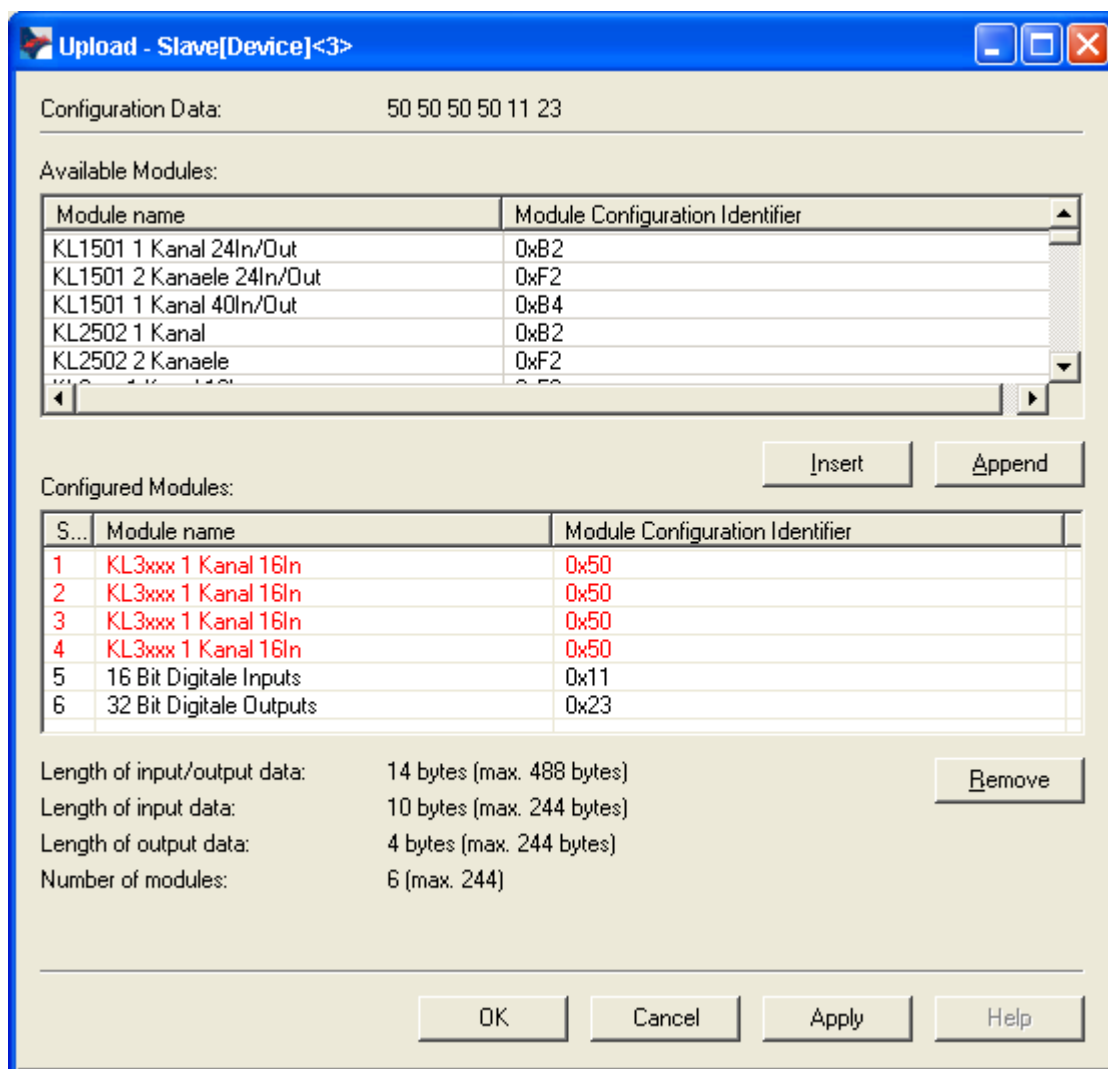 Upload - Slave[Device]<3>
Configuration Data: 50 50 50 50 11 23
Available Modules:
Module name Module Configuration Identifier
KL1501 1 Kanal 24In/Out 0xB2
KL1501 2 Kanaele 24In/Out 0xF2
KL1501 1 Kanal 40In/Out 0xB4
KL2502 1 Kanal 0xB2
KL2502 2 Kanaele 0xF2
Insert Append
Configured Modules:
S... Module name Module Configuration Identifier
1 KL3xxx 1 Kanal 16In 0x50
2 KL3xxx 1 Kanal 16In 0x50
3 KL3xxx 1 Kanal 16In 0x50
4 KL3xxx 1 Kanal 16In 0x50
5 16 Bit Digitale Inputs 0x11
6 32 Bit Digitale Outputs 0x23
Length of input/output data: 14 bytes (max. 488 bytes)
Remove
Length of input data: 10 bytes (max. 244 bytes)
Length of output data: 4 bytes (max. 244 bytes)
Number of modules: 6 (max. 244)
OK Cancel Apply Help